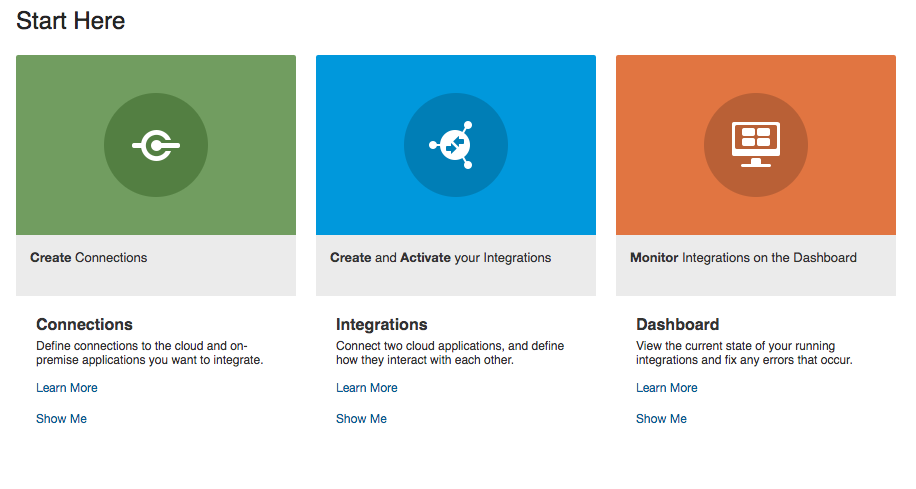 Start Here
Create Connections
Create and Activate your Integrations
Monitor Integrations on the Dashboard
Connections
Define connections to the cloud and on-
premise applications you want to integrate.
Learn More
Show Me
Integrations
Connect two cloud applications, and define
how they interact with each other.
Learn More
Show Me
Dashboard
View the current state of your running
integrations and fix any errors that occur.
Learn More
Show Me